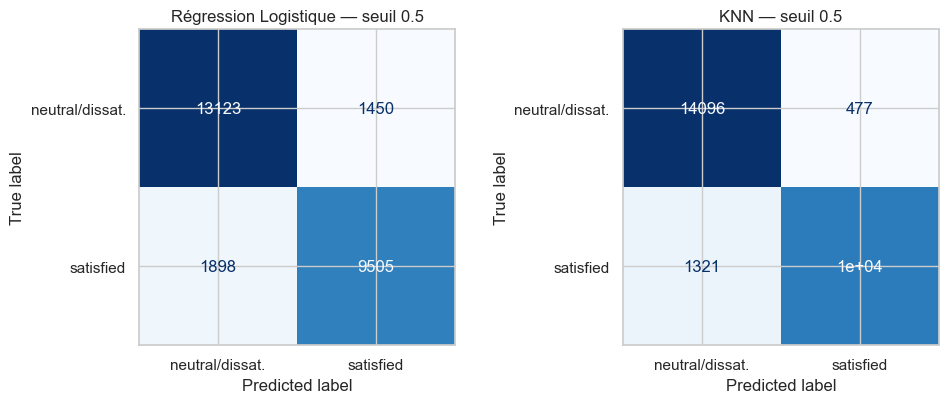 Régression Logistique — seuil 0.5
neutral/dissat.
13123
1450
True label
satisfied
1898
9505
neutral/dissat.
satisfied
Predicted label
KNN — seuil 0.5
neutral/dissat.
14096
477
True label
satisfied
1321
1e+04
neutral/dissat.
satisfied
Predicted label